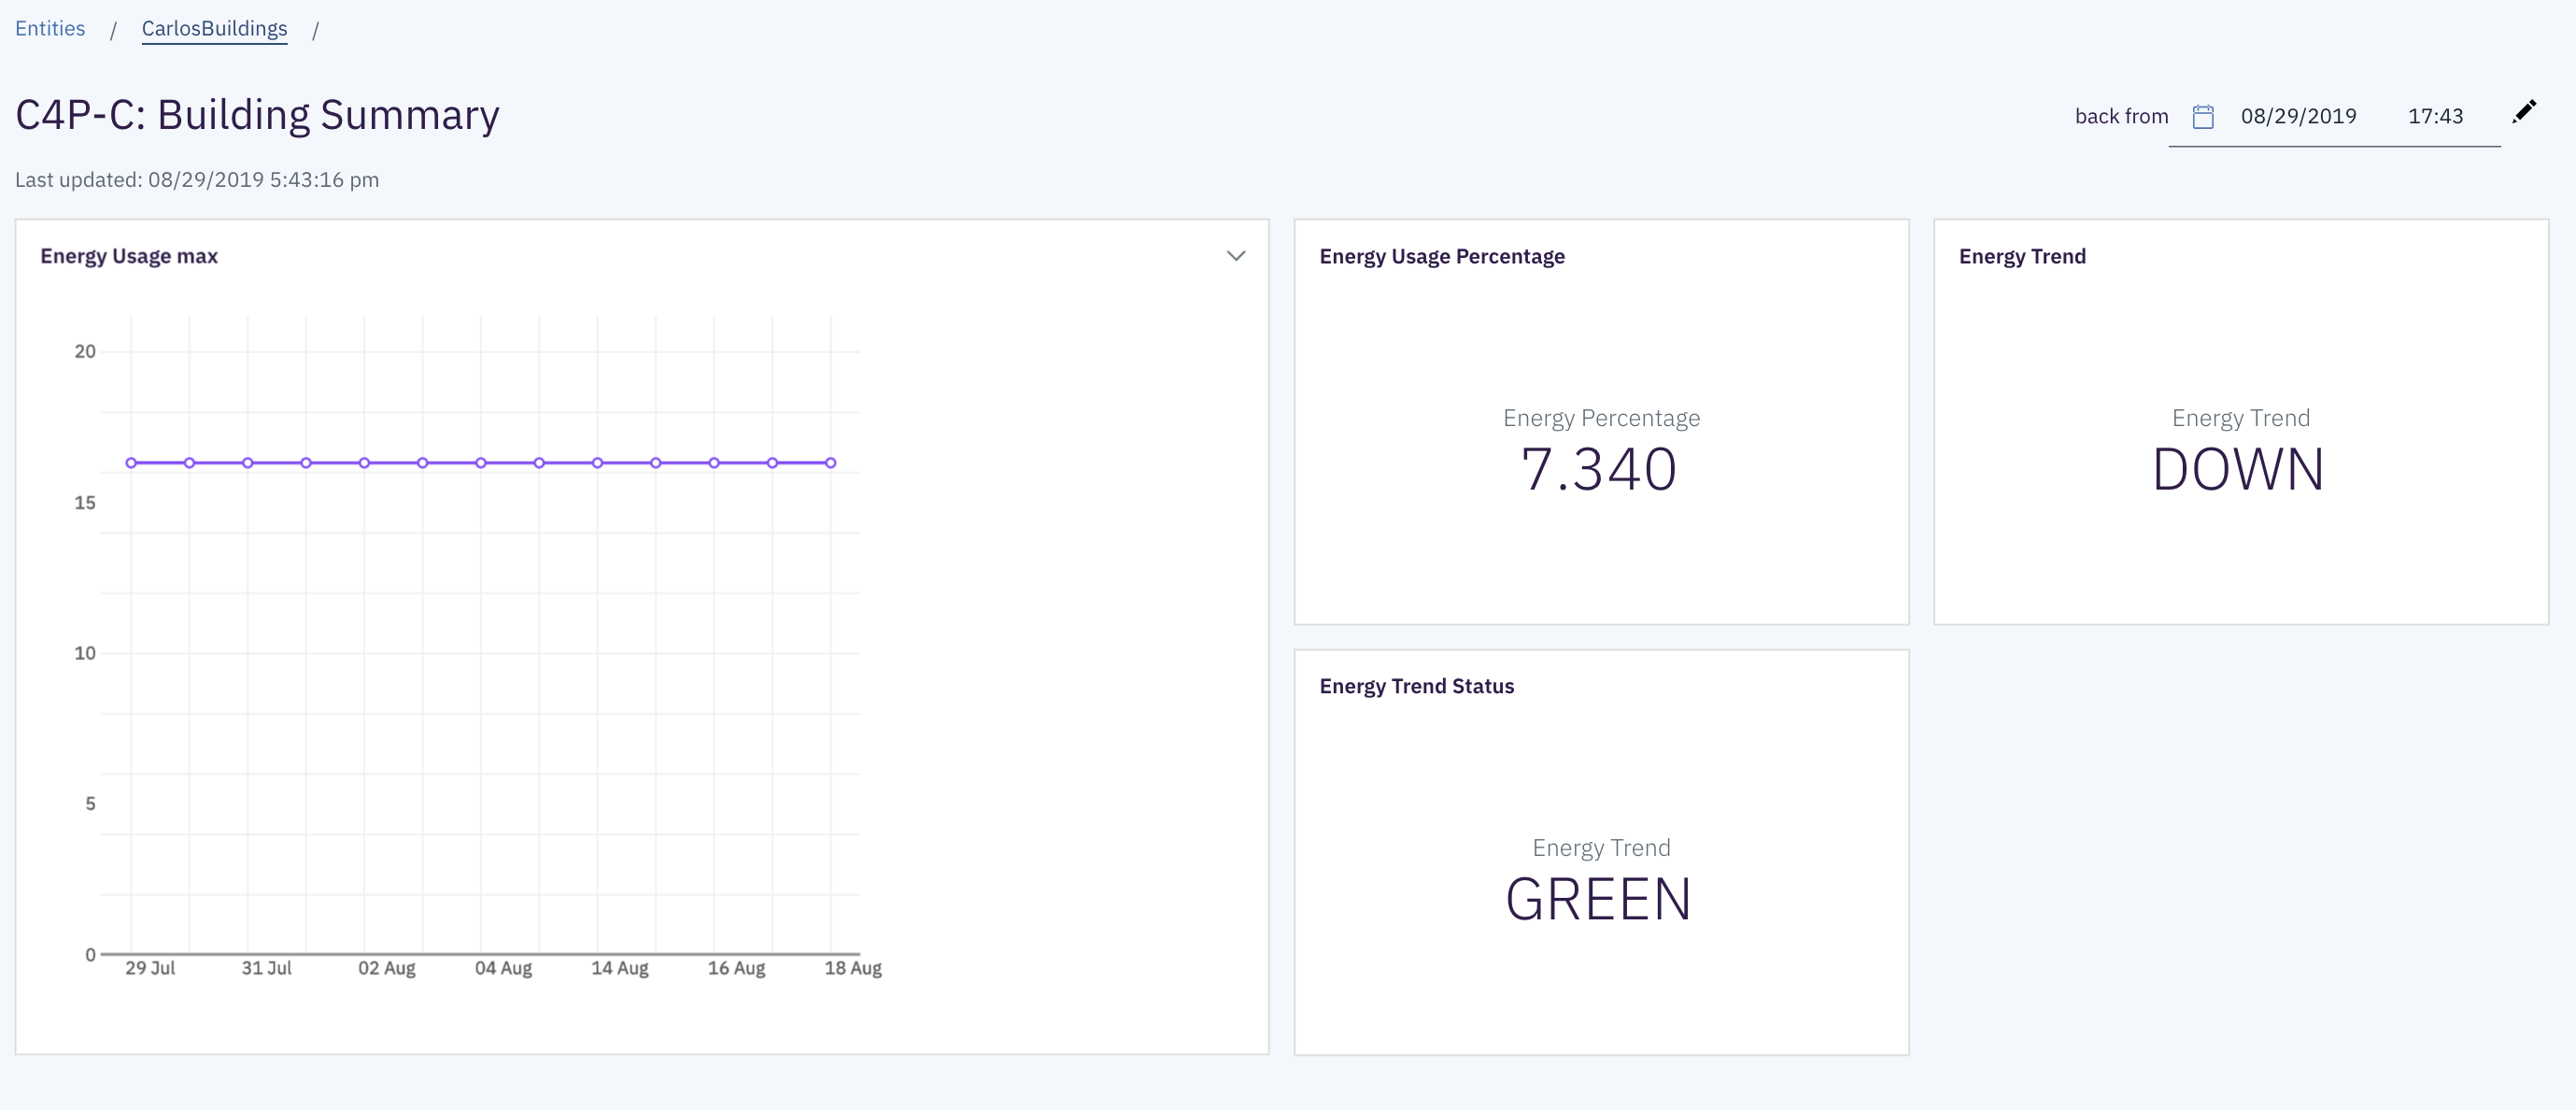 Entities / CarlosBuildings /
C4P-C: Building Summary
back from 08/29/2019 17:43
Last updated: 08/29/2019 5:43:16 pm
Energy Usage max
20
15
10
5
0
29 Jul 31 Jul 02 Aug 04 Aug 14 Aug 16 Aug 18 Aug
Energy Usage Percentage
Energy Percentage
7.340
Energy Trend
Energy Trend
DOWN
Energy Trend Status
Energy Trend
GREEN